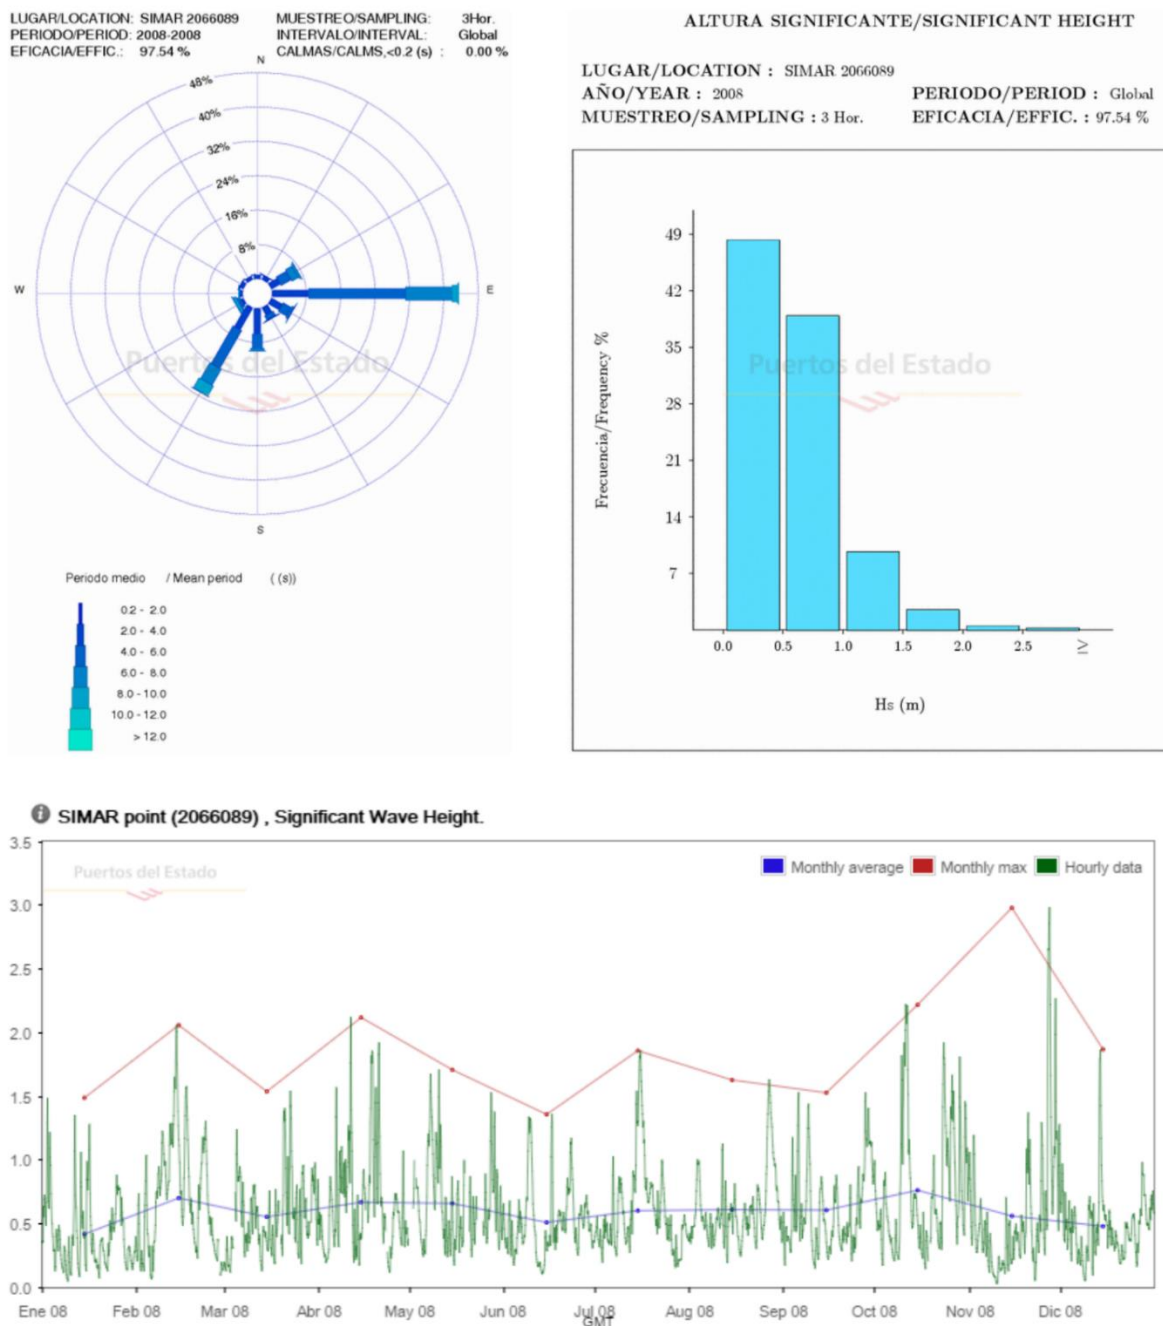 LUGAR/LOCATION: SIMAR 2066089 MUESTREO/SAMPLING: 3Hor.
PERIODO/PERIOD: 2008-2008 INTERVALO/INTERVAL: Global
EFICACIA/EFFIC.: 97.54 % CALMAS/CALMS,<0.2 (s) : 0.00 %
N
48%
40%
32%
24%
16%
8%
W
E
S
Puertos del Estado
Periodo medio / Mean period ( (s))
0.2 - 2.0
2.0 - 4.0
4.0 - 6.0
6.0 - 8.0
8.0 - 10.0
10.0 - 12.0
> 12.0
ALTURA SIGNIFICANTE/SIGNIFICANT HEIGHT
LUGAR/LOCATION : SIMAR 2066089
AÑO/YEAR : 2008 PERIODO/PERIOD : Global
MUESTREO/SAMPLING : 3 Hor. EFICACIA/EFFIC. : 97.54 %
Frecuencia/Frequency %
49
42
35
28
21
14
7
Puertos del Estado
0.0 0.5 1.0 1.5 2.0 2.5 ≥
Hs (m)
SIMAR point (2066089) , Significant Wave Height.
Puertos del Estado
Monthly average Monthly max Hourly data
3.5
3.0
2.5
2.0
1.5
1.0
0.5
0.0
Ene 08 Feb 08 Mar 08 Abr 08 May 08 Jun 08 Jul 08 Aug 08 Sep 08 Oct 08 Nov 08 Dic 08
GMT